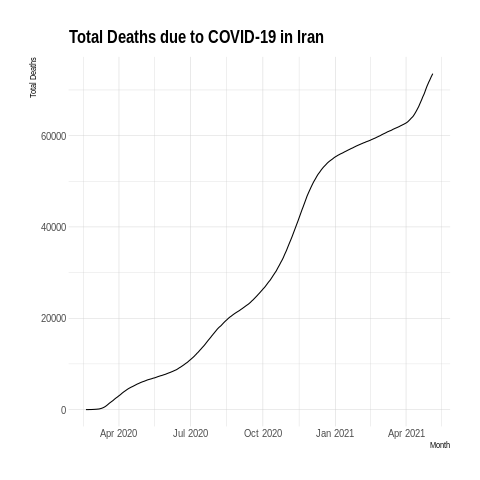 Total Deaths due to COVID-19 in Iran
Total Deaths
60000
40000
20000
0
Apr 2020
Jul 2020
Oct 2020
Jan 2021
Apr 2021
Month